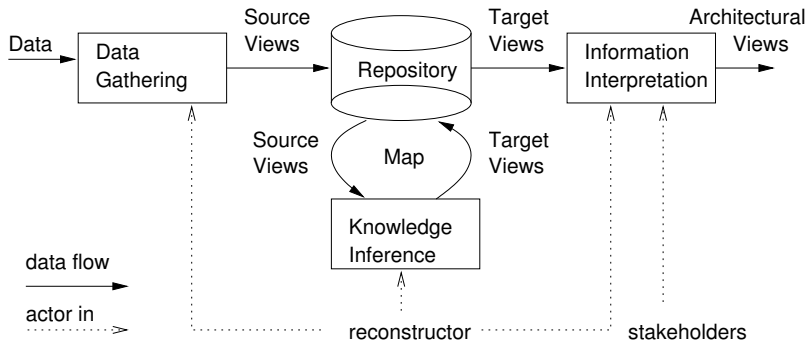 Data
Data
Gathering
Source
Views
Repository
Target
Views
Information
Interpretation
Architectural
Views
Source
Views
Map
Target
Views
Knowledge
Inference
data flow
actor in
reconstructor
stakeholders